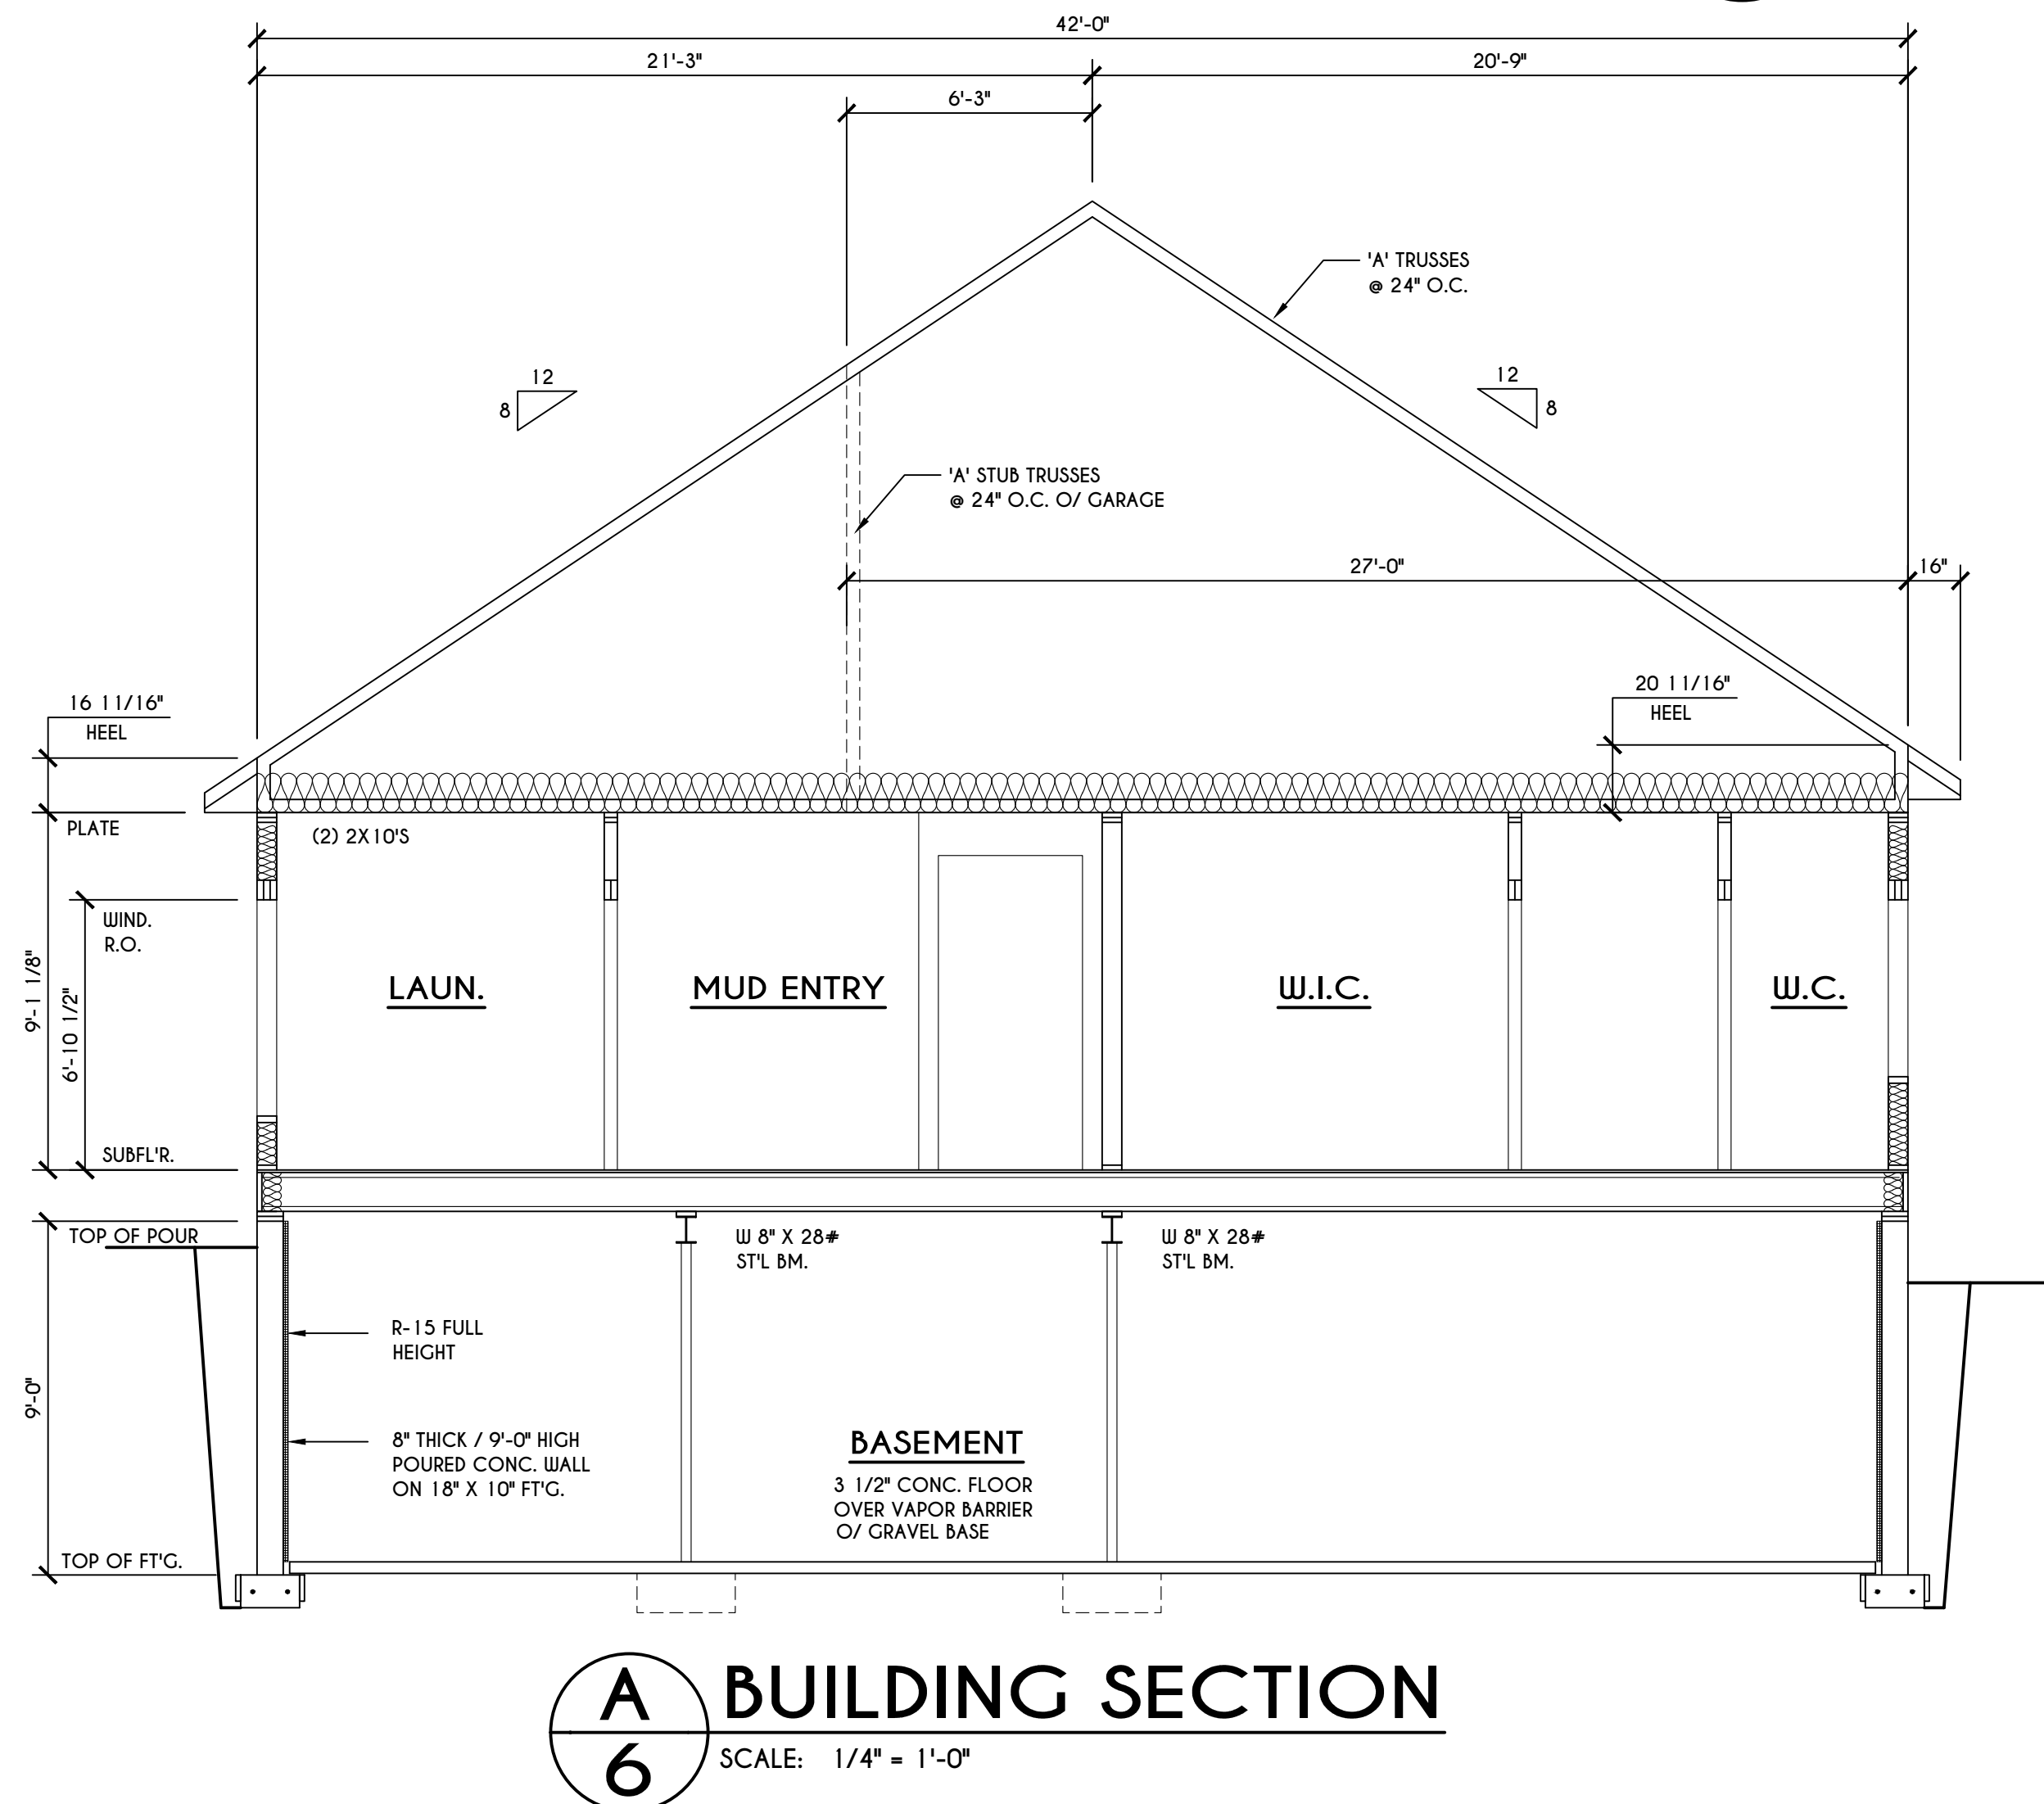 42'-0"
21'-3"
20'-9"
6'-3"
'A' TRUSSES
@ 24" O.C.
12
8
12
8
'A' STUB TRUSSES
@ 24" O.C. O/ GARAGE
27'-0"
16"
16 11/16"
HEEL
20 11/16"
HEEL
PLATE
(2) 2X10'S
WIND.
R.O.
9'-1 1/8"
6'-10 1/2"
LAUN.
MUD ENTRY
W.I.C.
W.C.
SUBFL'R.
TOP OF POUR
W 8" X 28#
ST'L BM.
W 8" X 28#
ST'L BM.
R-15 FULL
HEIGHT
9'-0"
8" THICK / 9'-0" HIGH
POURED CONC. WALL
ON 18" X 10" FT'G.
BASEMENT
3 1/2" CONC. FLOOR
OVER VAPOR BARRIER
O/ GRAVEL BASE
TOP OF FT'G.
A
6
BUILDING SECTION
SCALE: 1/4" = 1'-0"